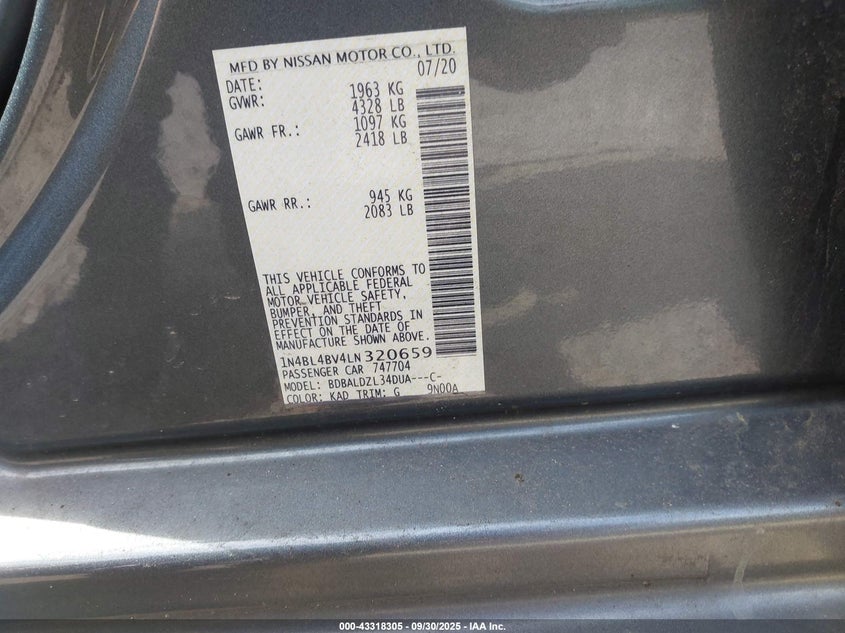 MFD BY NISSAN MOTOR CO., LTD.
DATE: 07/20
GVWR: 1963 KG
4328 LB
GAWR FR.: 1097 KG
2418 LB
GAWR RR.: 945 KG
2083 LB
THIS VEHICLE CONFORMS TO
ALL APPLICABLE FEDERAL
MOTOR VEHICLE SAFETY,
BUMPER, AND THEFT
PREVENTION STANDARDS IN
EFFECT ON THE DATE OF
MANUFACTURE SHOWN ABOVE.
1N4BL4BV4LN320659
PASSENGER CAR 747704
MODEL: BDBALDZL34DUA---C-
COLOR: KAD TRIM: G 9N00A
000-43318305 - 09/30/2025 - IAA Inc.